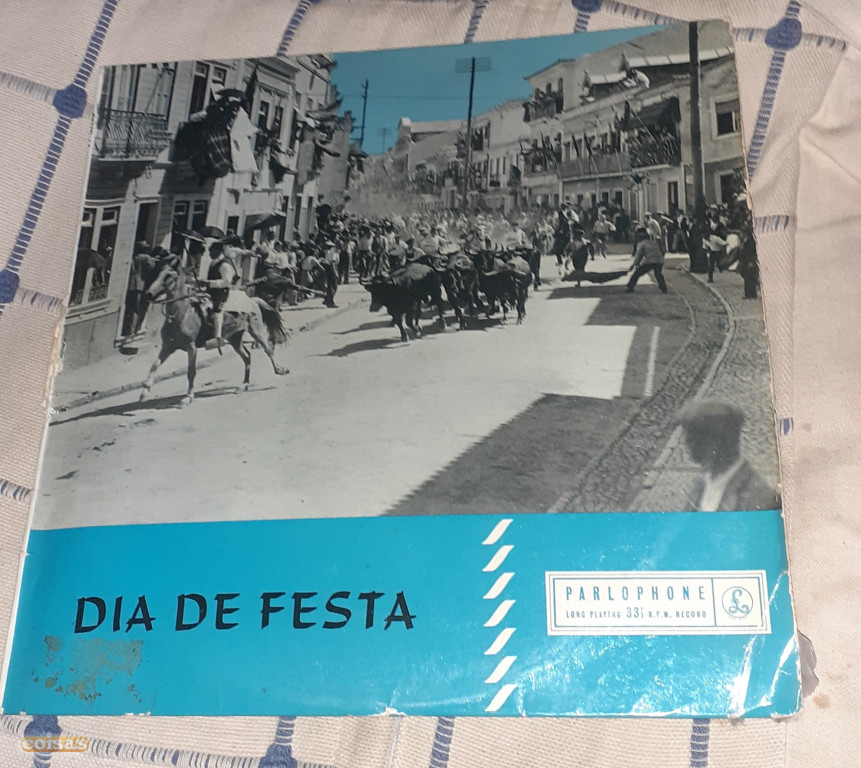 DIA DE FESTA
PARLOPHONE
LONG PLAYING 33⅓ R.P.M. RECORD
£
coisas